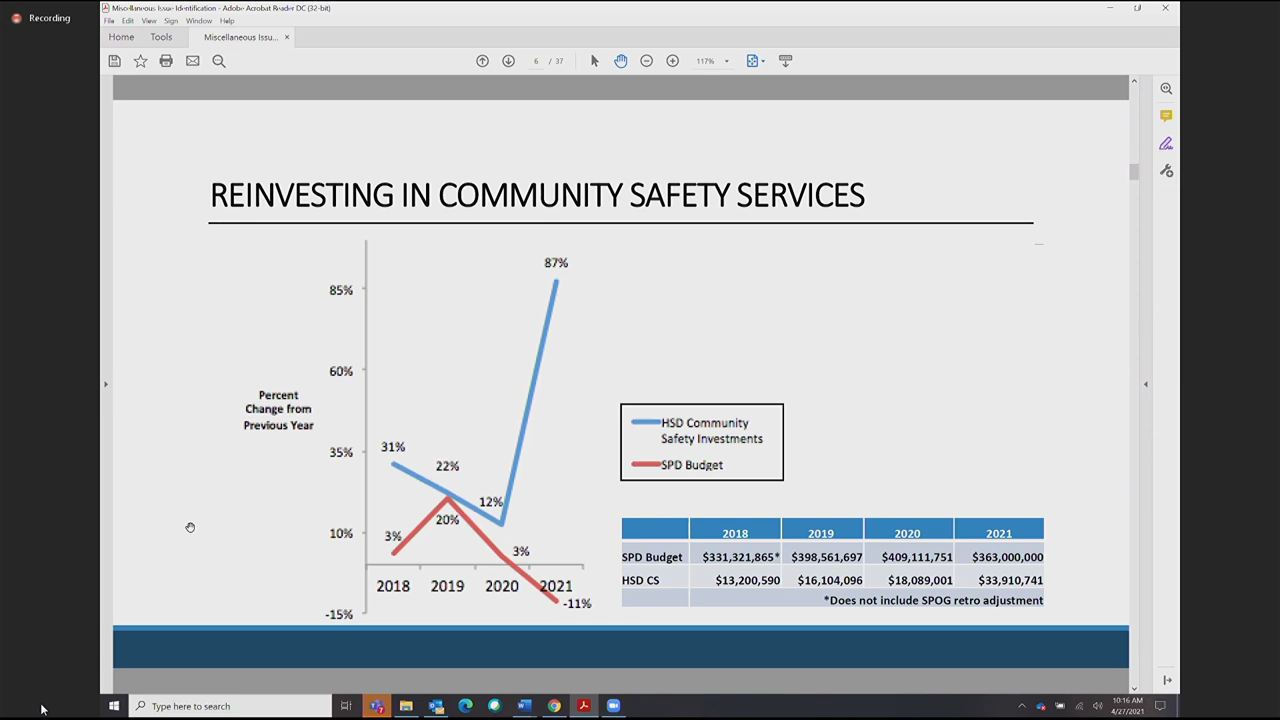 Recording
Miscellaneous Issue Identification - Adobe Acrobat Reader DC (32-bit)
File Edit View Sign Window Help
Home Tools Miscellaneous Issu... ×
6 / 37 117%
REINVESTING IN COMMUNITY SAFETY SERVICES
87%
85%
60%
Percent
Change from
Previous Year
35%
31%
22%
12%
20%
10%
3%
3%
2018 2019 2020 2021
-11%
-15%
HSD Community
Safety Investments
SPD Budget
2018 2019 2020 2021
SPD Budget $331,321,865* $398,561,697 $409,111,751 $363,000,000
HSD CS $13,200,590 $16,104,096 $18,089,001 $33,910,741
*Does not include SPOG retro adjustment
Type here to search
10:16 AM
4/27/2021